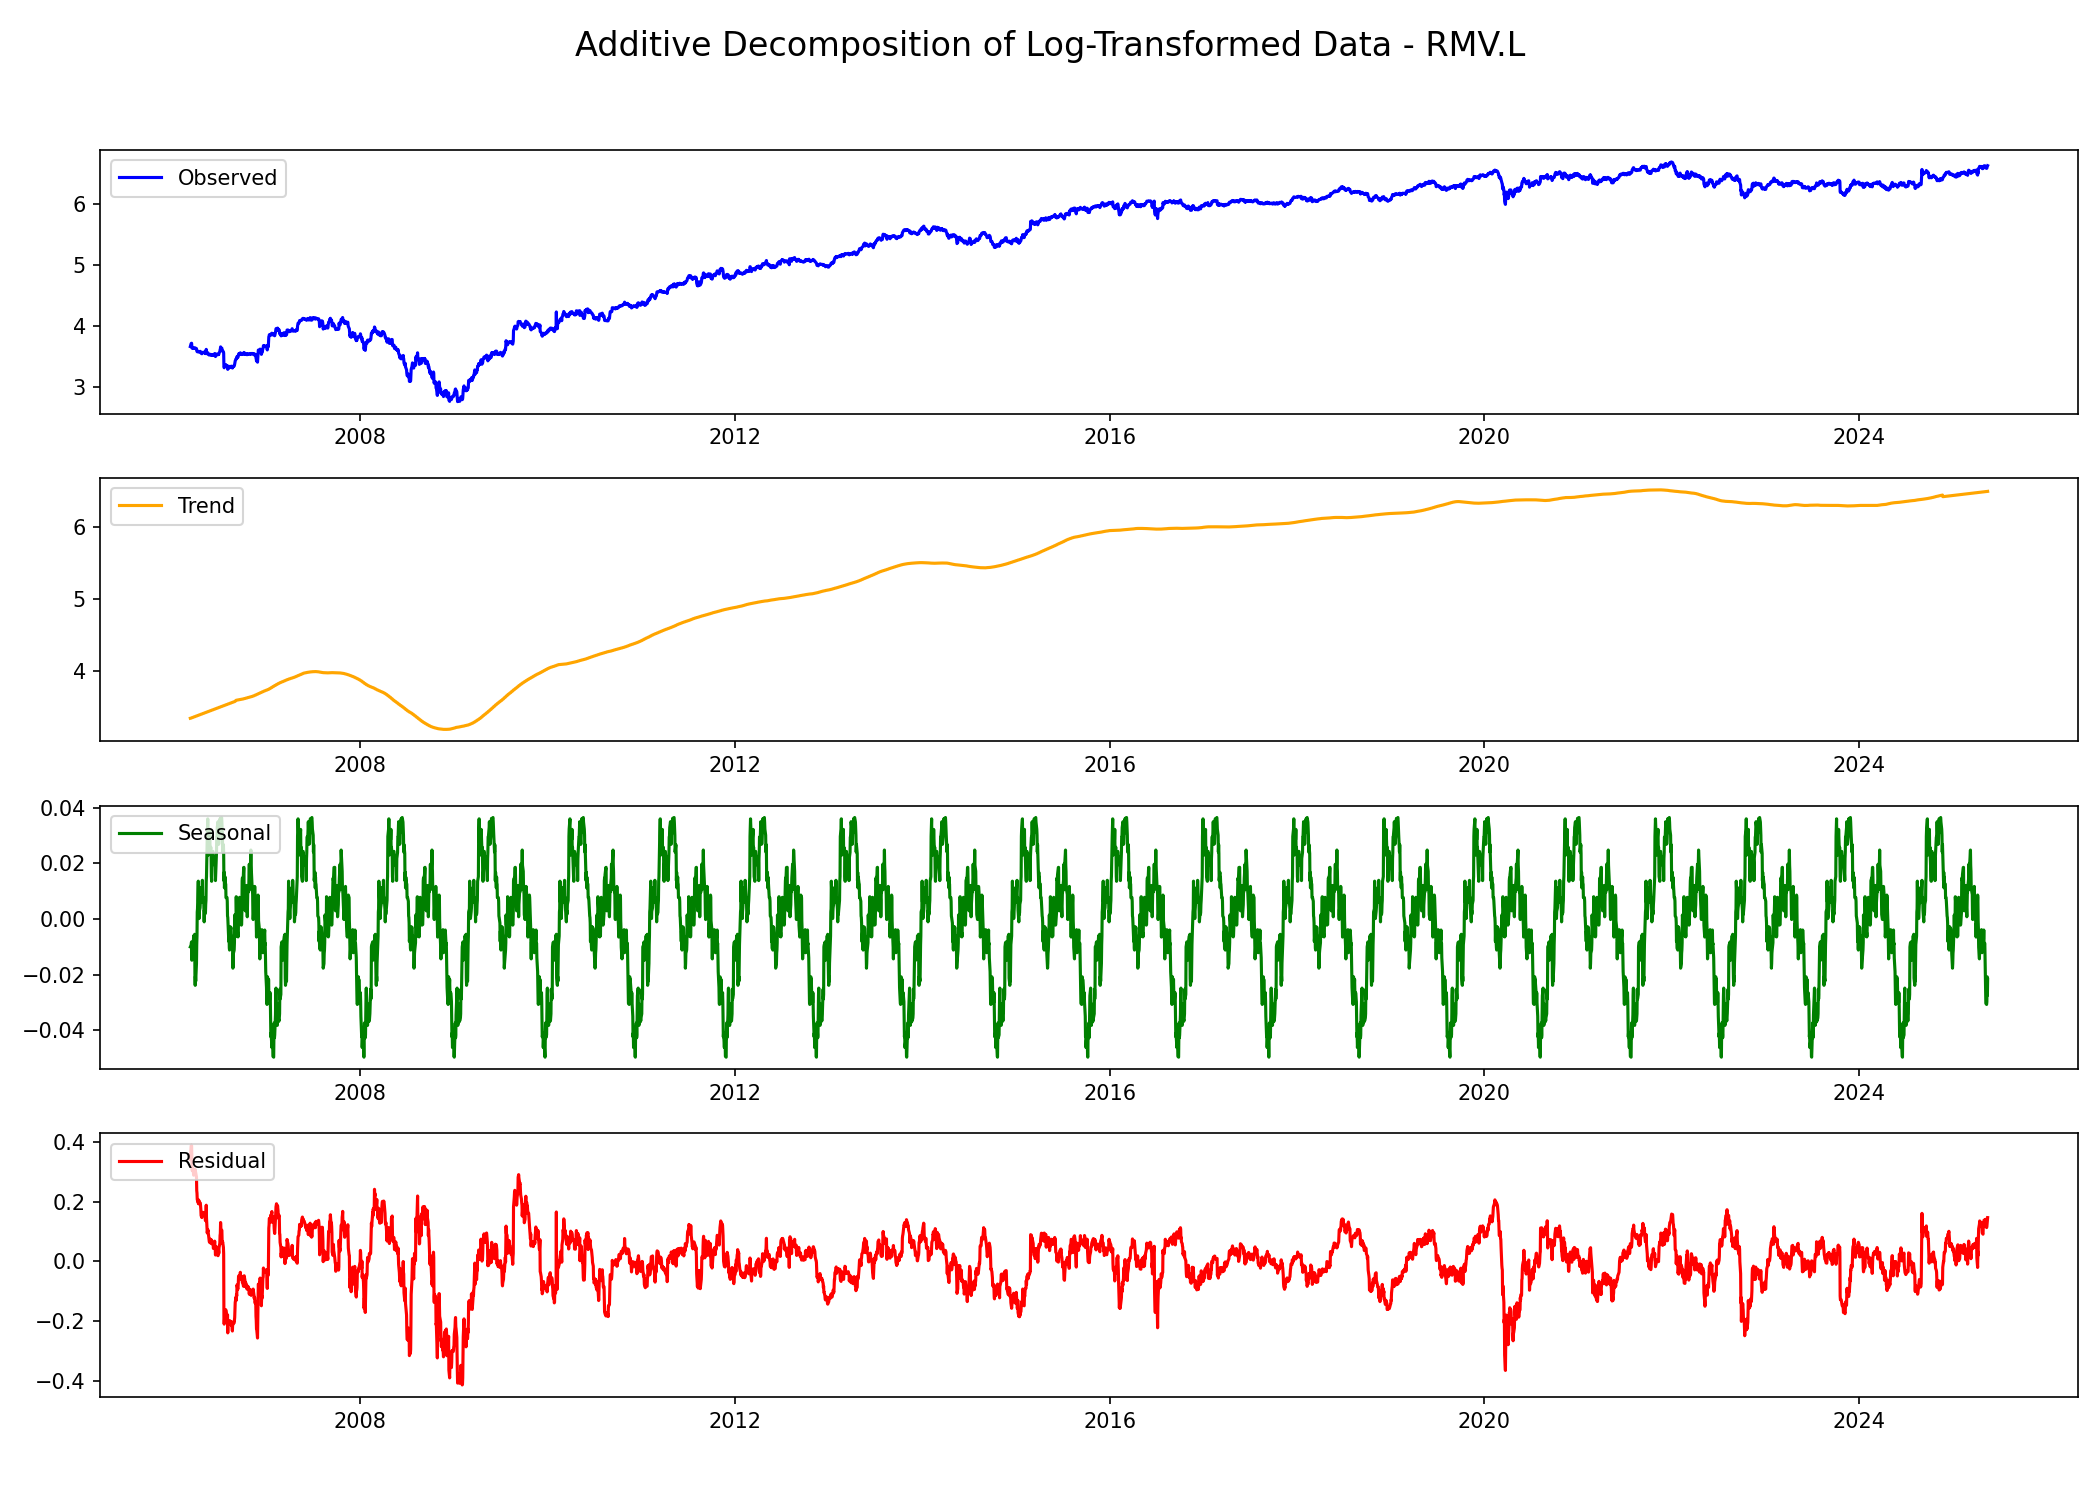 Additive Decomposition of Log-Transformed Data - RMV.L
Observed
6
5
4
3
2008 2012 2016 2020 2024
Trend
6
5
4
2008 2012 2016 2020 2024
0.04
Seasonal
0.02
0.00
−0.02
−0.04
2008 2012 2016 2020 2024
0.4
Residual
0.2
0.0
−0.2
−0.4
2008 2012 2016 2020 2024